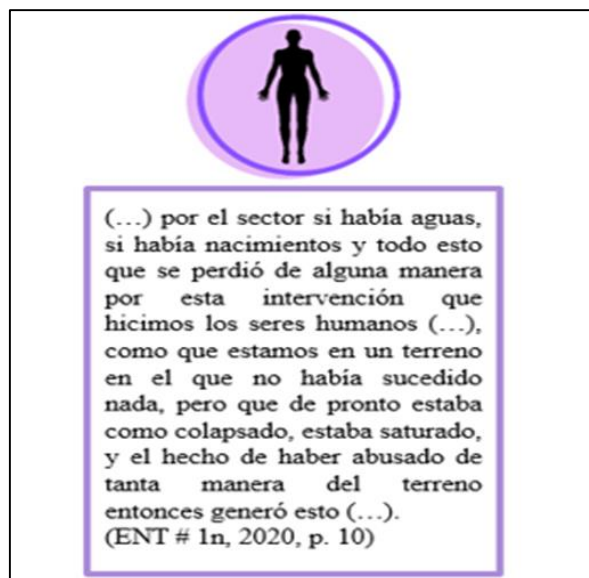 (…) por el sector si había aguas,
si había nacimientos y todo esto
que se perdió de alguna manera
por esta intervención que
hicimos los seres humanos (…),
como que estamos en un terreno
en el que no había sucedido
nada, pero que de pronto estaba
como colapsado, estaba saturado,
y el hecho de haber abusado de
tanta manera del terreno
entonces generó esto (…).
(ENT # 1n, 2020, p. 10)